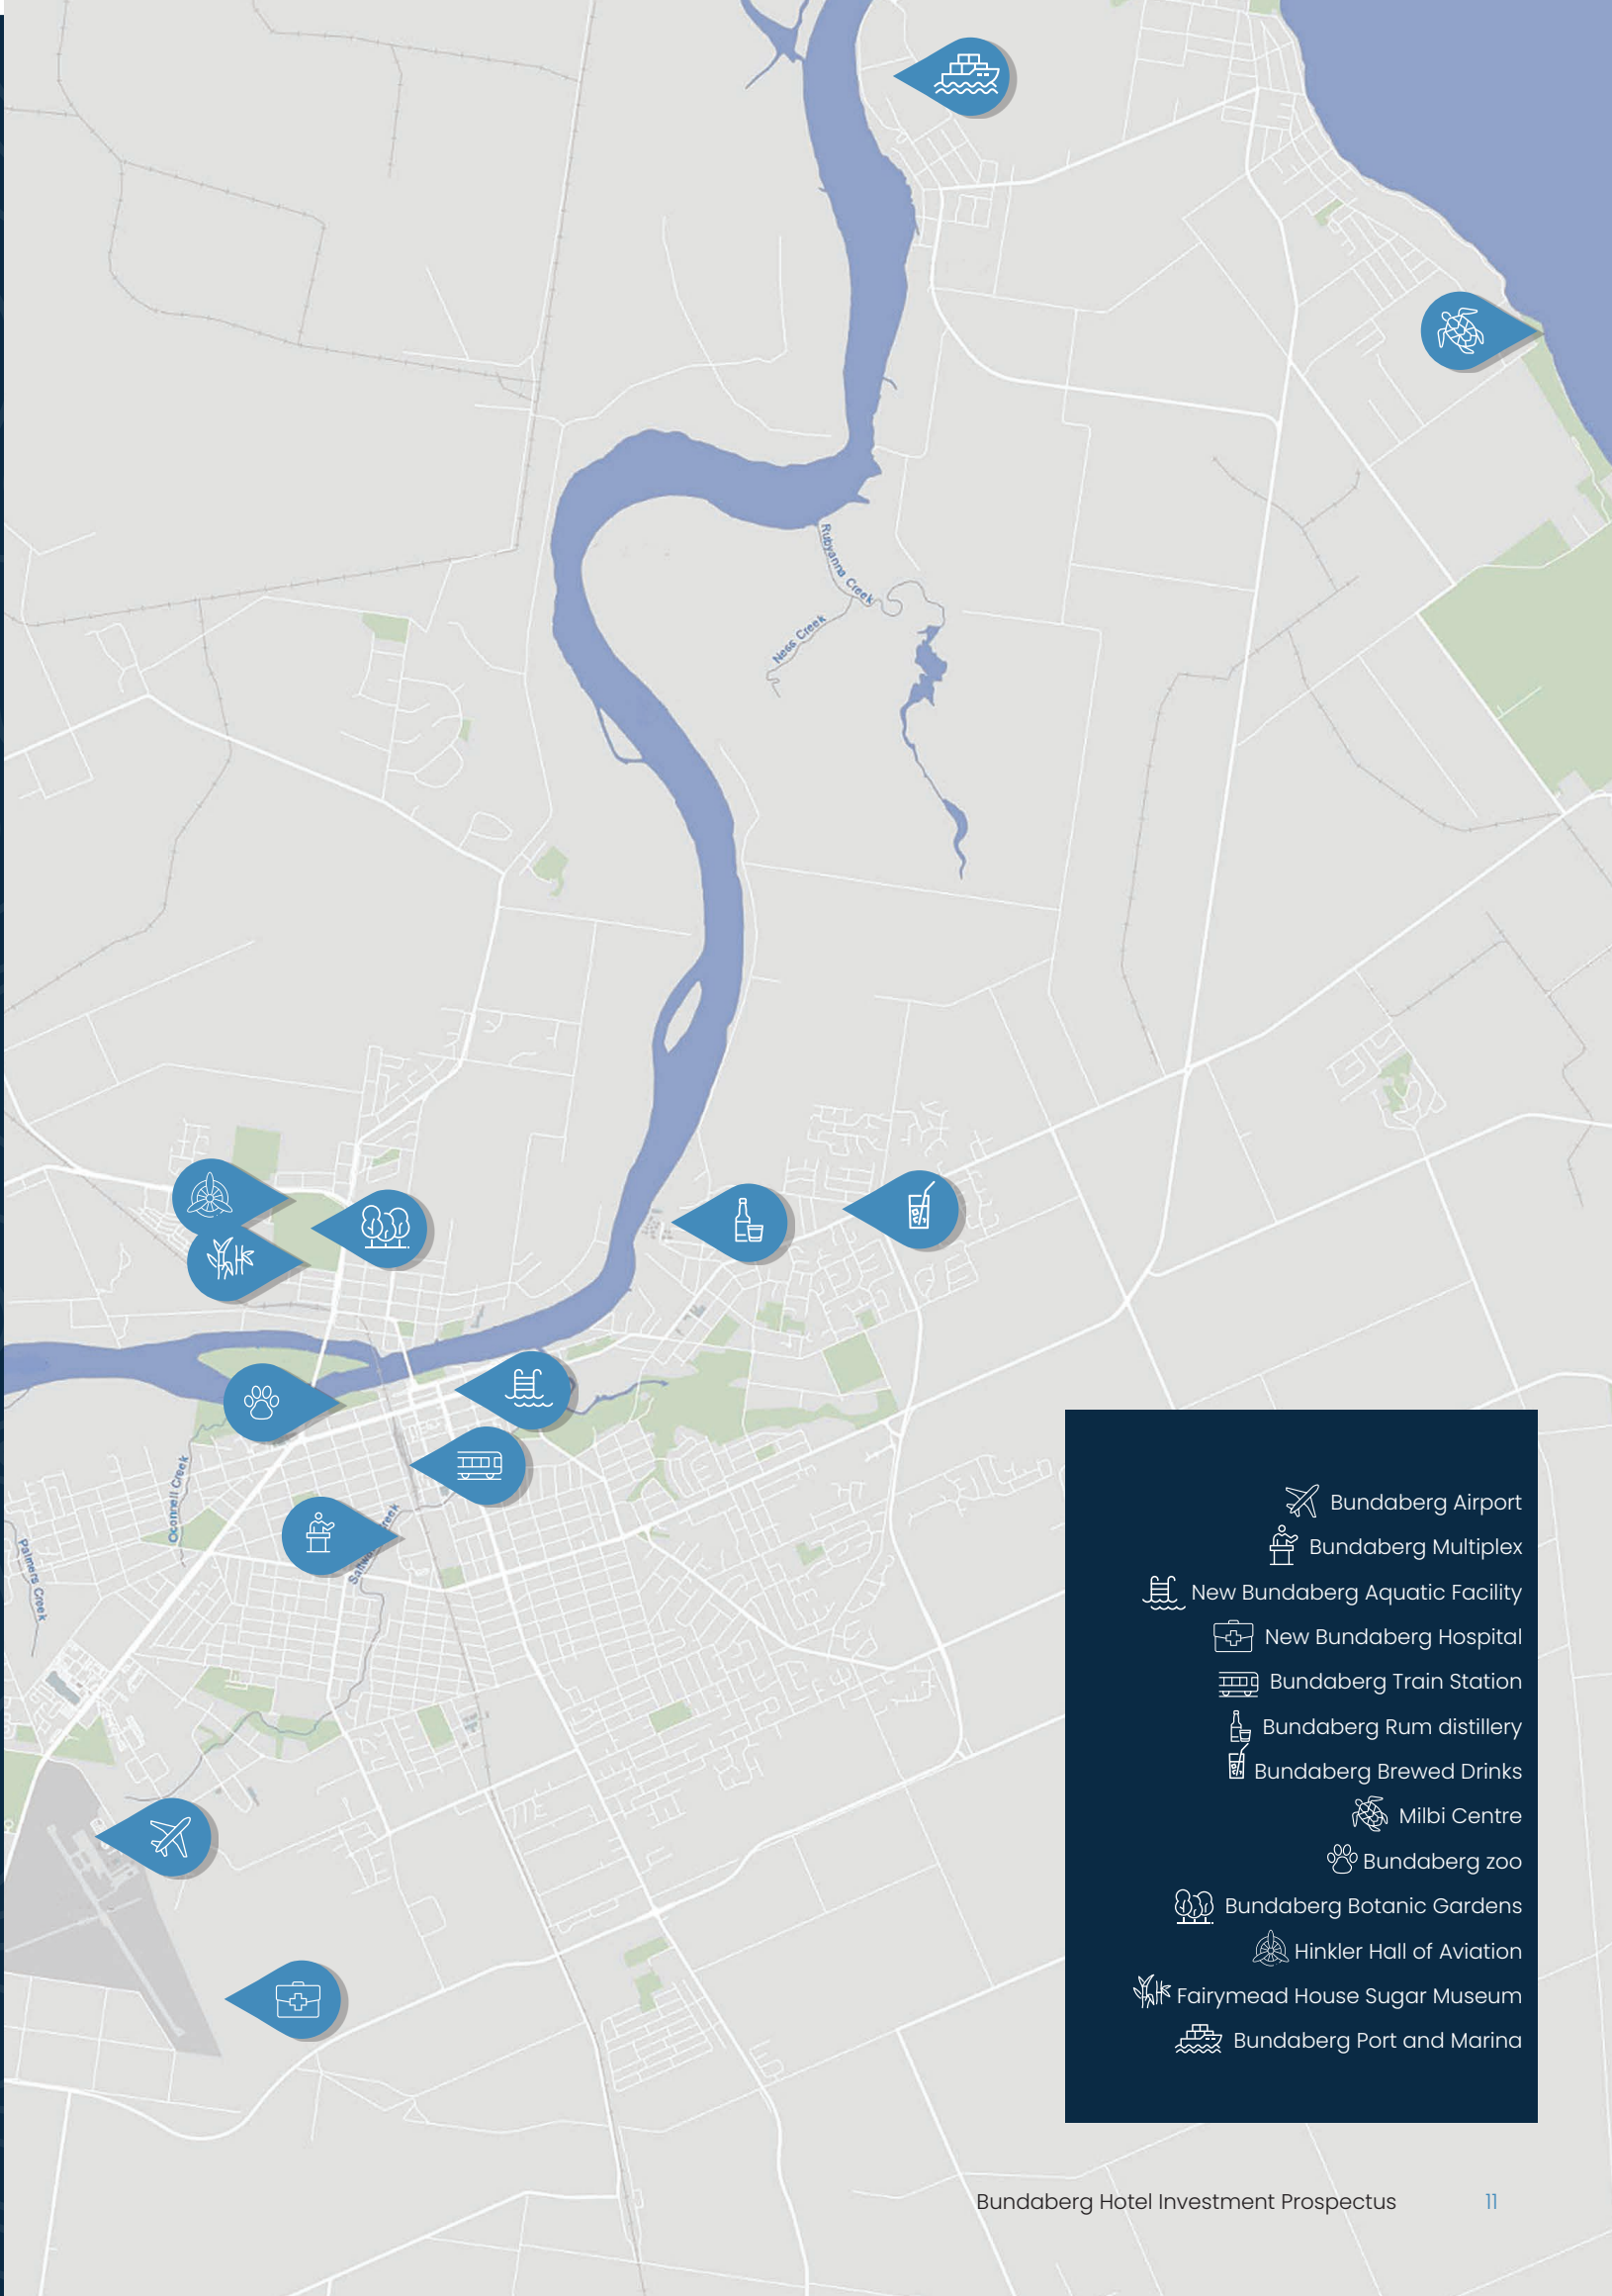 Rubyanna Creek
Ness Creek
Oconnell Creek
Palmers Creek
Bundaberg Airport
Bundaberg Multiplex
New Bundaberg Aquatic Facility
New Bundaberg Hospital
Bundaberg Train Station
Bundaberg Rum distillery
Bundaberg Brewed Drinks
Milbi Centre
Bundaberg zoo
Bundaberg Botanic Gardens
Hinkler Hall of Aviation
Fairymead House Sugar Museum
Bundaberg Port and Marina
Bundaberg Hotel Investment Prospectus 11